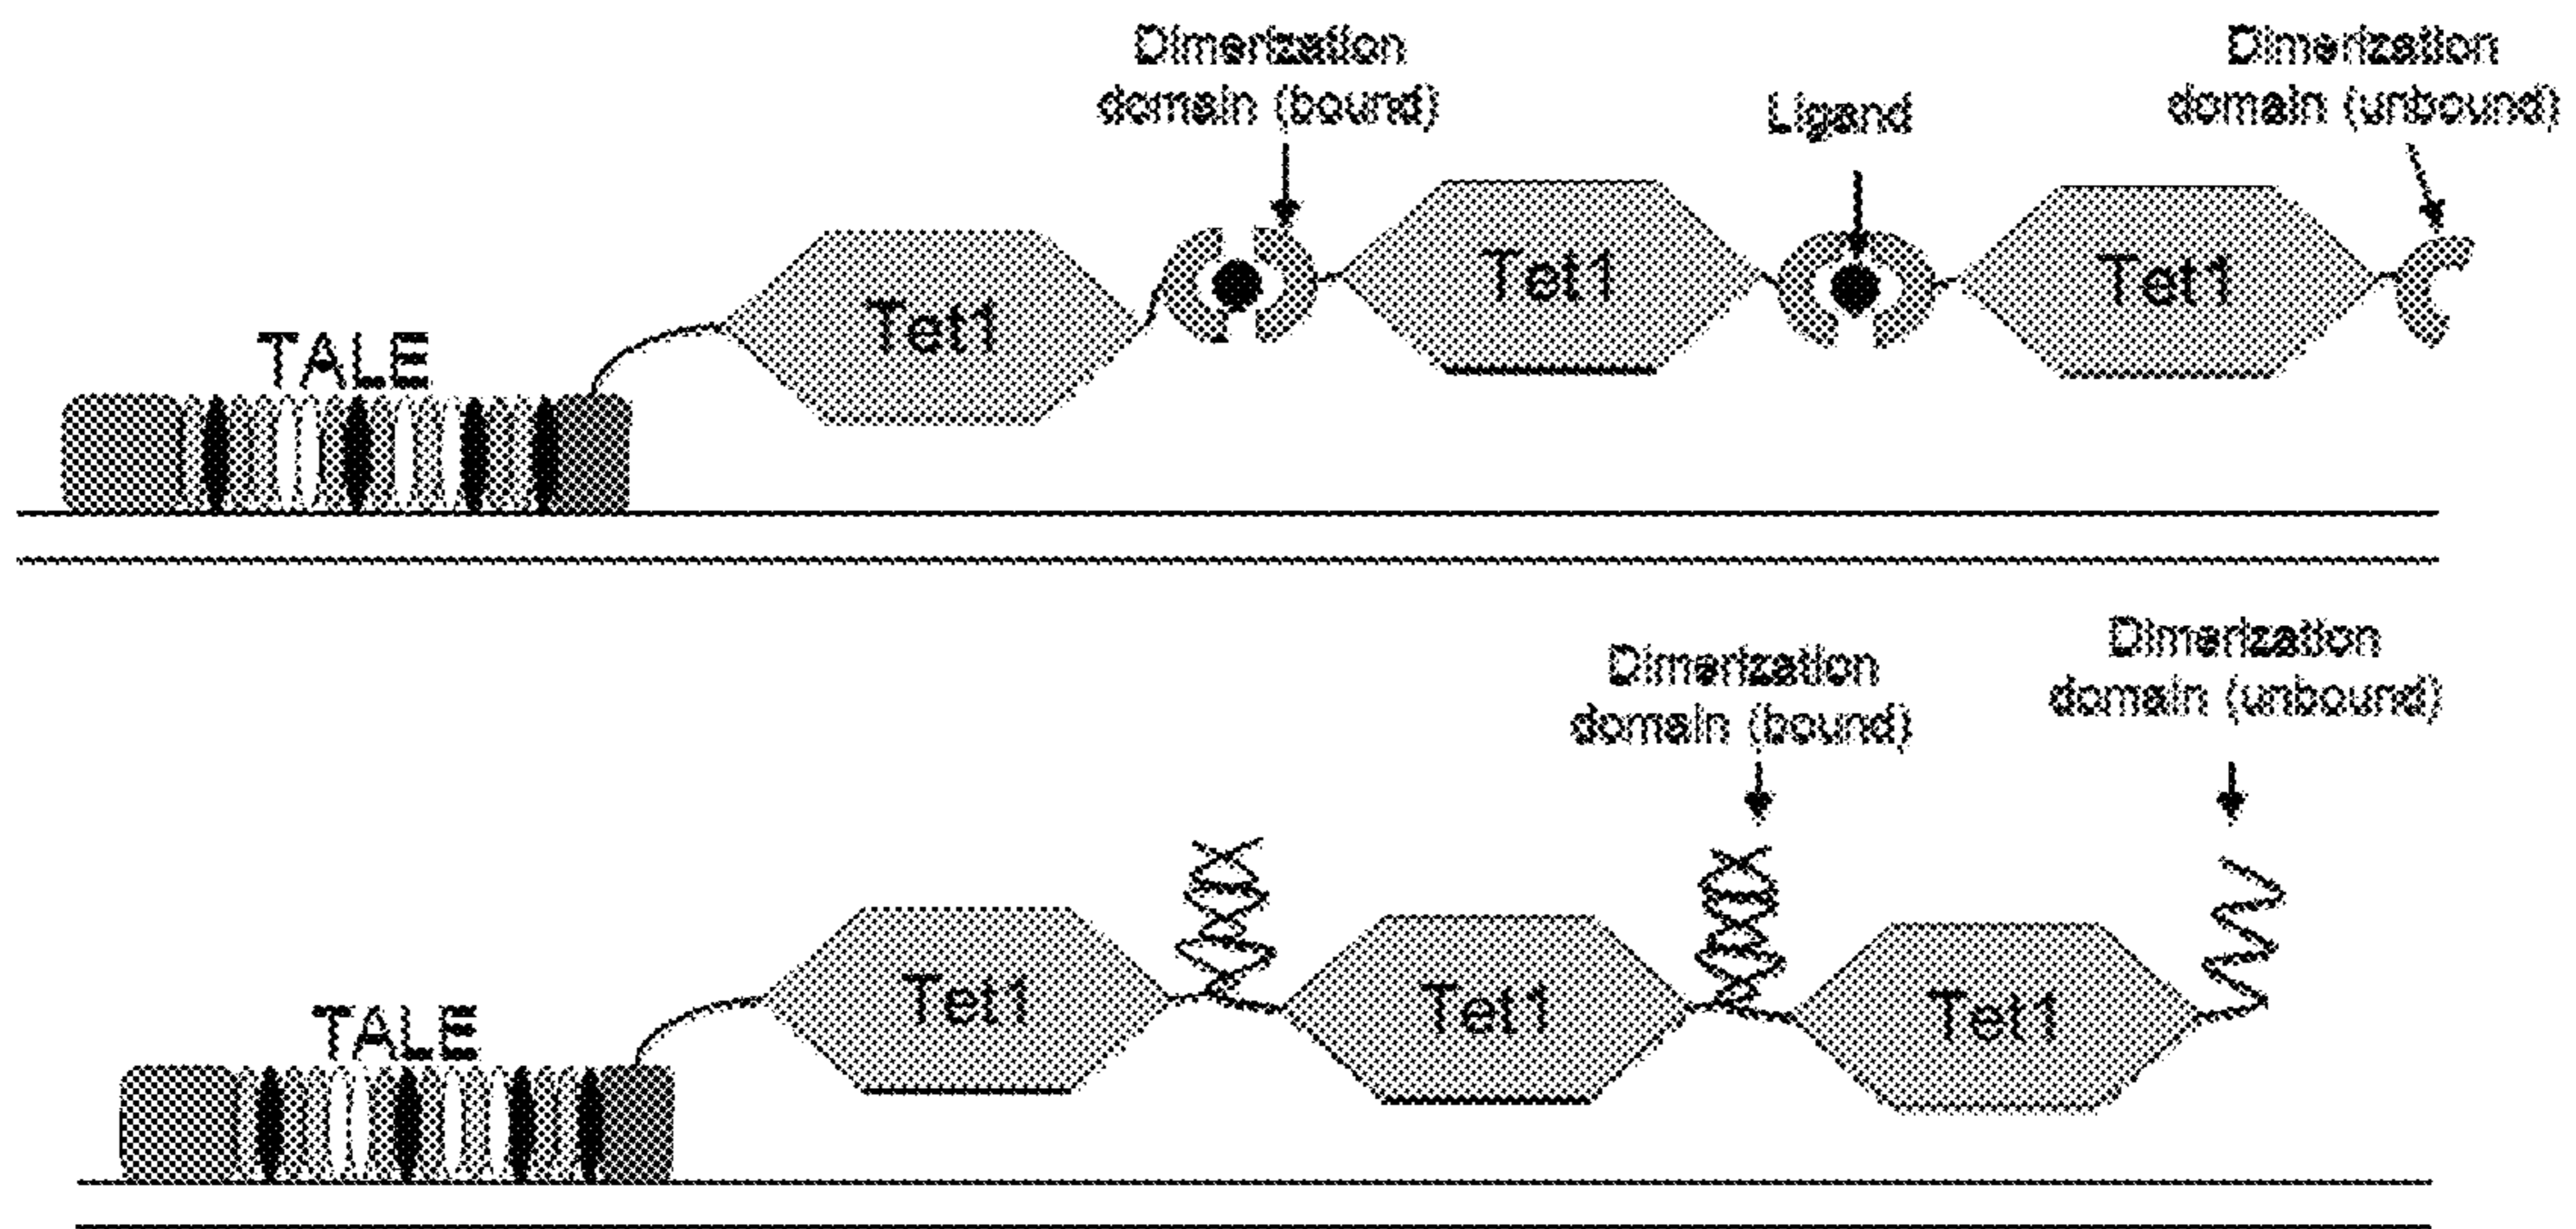 Dimerization
domain (bound)
Ligand
Dimerization
domain (unbound)
Tet1
Tet1
Tet1
TALE
Dimerization
domain (bound)
Dimerization
domain (unbound)
Tet1
Tet1
Tet1
TALE